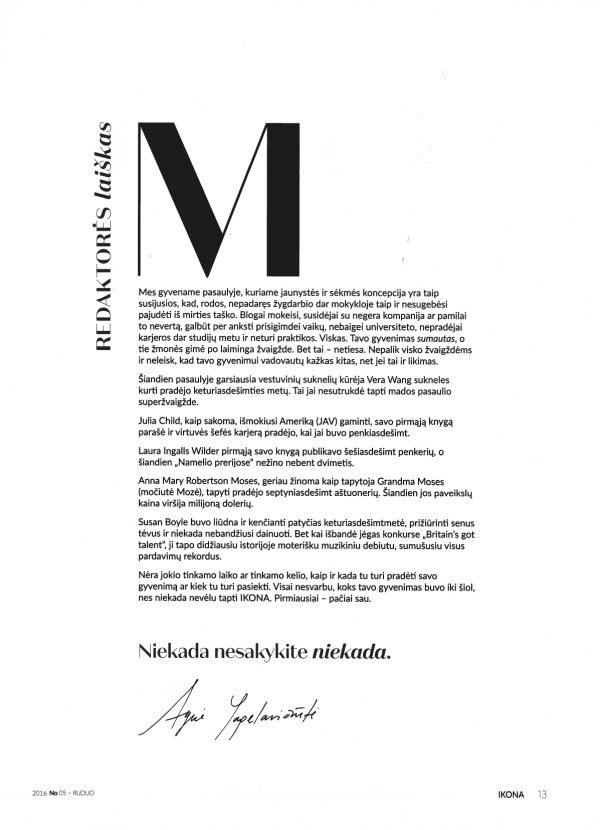 REDAKTORĖS laiškas
M
Mes gyvename pasaulyje, kuriame jaunystės ir sėkmės koncepcija yra taip
susijusios, kad, rodos, nepadaręs žygdarbio dar mokykloje taip ir nesugebėsi
pajudėti iš mirties taško. Blogai mokeisi, susidėjai su negera kompanija ar pamilai
to nevertą, galbūt per anksti prisigimdei vaikų, nebaigei universiteto, nepradėjai
karjeros dar studijų metu ir neturi praktikos. Viskas. Tavo gyvenimas sumautas, o
tie žmonės gimė po laiminga žvaigžde. Bet tai – netiesa. Nepalik visko žvaigždėms
ir neleisk, kad tavo gyvenimui vadovautų kažkas kitas, net jei tai ir likimas.
Šiandien pasaulyje garsiausia vestuvinių suknelių kūrėja Vera Wang sukneles
kurti pradėjo keturiasdešimties metų. Tai jai nesutrukdė tapti mados pasaulio
superžvaigžde.
Julia Child, kaip sakoma, išmokiusi Ameriką (JAV) gaminti, savo pirmąją knygą
parašė ir virtuvės šefės karjerą pradėjo, kai jai buvo penkiasdešimt.
Laura Ingalls Wilder pirmąją savo knygą publikavo šešiasdešimt penkerių, o
šiandien „Namelio prerijose“ nežino nebent dvimetis.
Anna Mary Robertson Moses, geriau žinoma kaip tapytoja Grandma Moses
(močiutė Mozė), tapyti pradėjo septyniasdešimt aštuonerių. Šiandien jos paveikslų
kaina viršija milijoną dolerių.
Susan Boyle buvo liūdna ir kenčianti patyčias keturiasdešimtmetė, prižiūrinti senus
tėvus ir niekada nebandžiusi dainuoti. Bet kai išbandė jėgas konkurse „Britain's got
talent“, ji tapo didžiausiu istorijoje moterišku muzikiniu debiutu, sumušusiu visus
pardavimų rekordus.
Nėra jokio tinkamo laiko ar tinkamo kelio, kaip ir kada tu turi pradėti savo
gyvenimą ar kiek tu turi pasiekti. Visai nesvarbu, koks tavo gyvenimas buvo iki šiol,
nes niekada nevėlu tapti IKONA. Pirmiausiai – pačiai sau.
Niekada nesakykite niekada.
2016 No 05 – RUDUO
IKONA 13